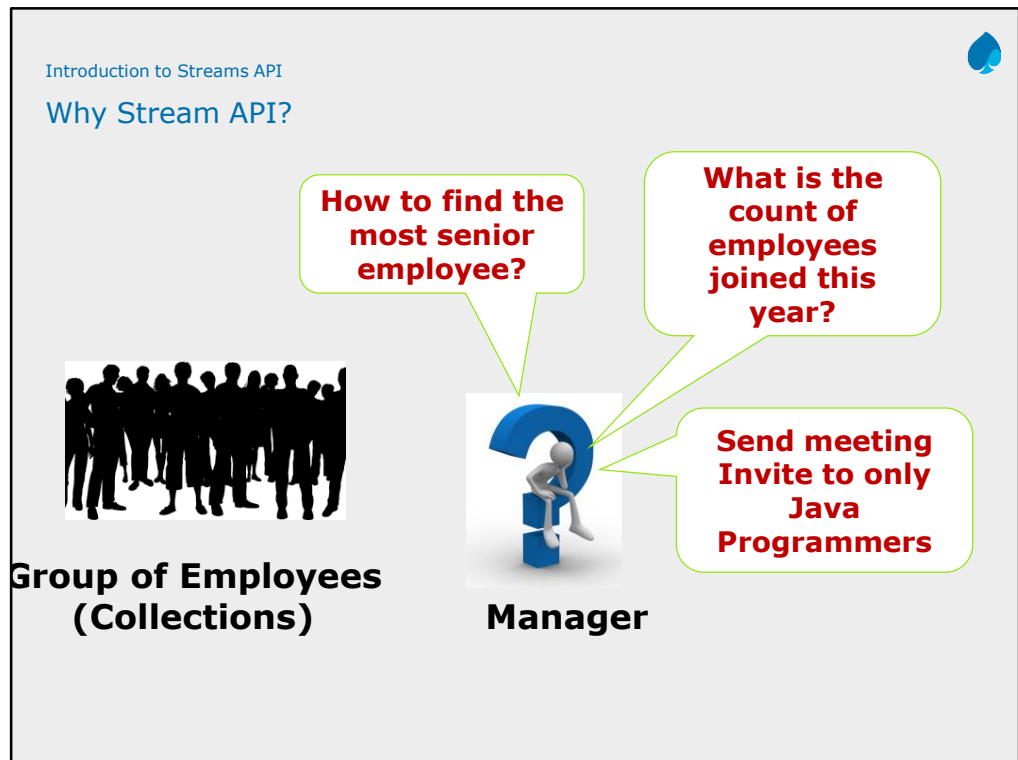 Introduction to Streams API
Why Stream API?
How to find the
most senior
employee?
What is the
count of
employees
joined this
year?
Send meeting
Invite to only
Java
Programmers
Group of Employees
(Collections)
Manager